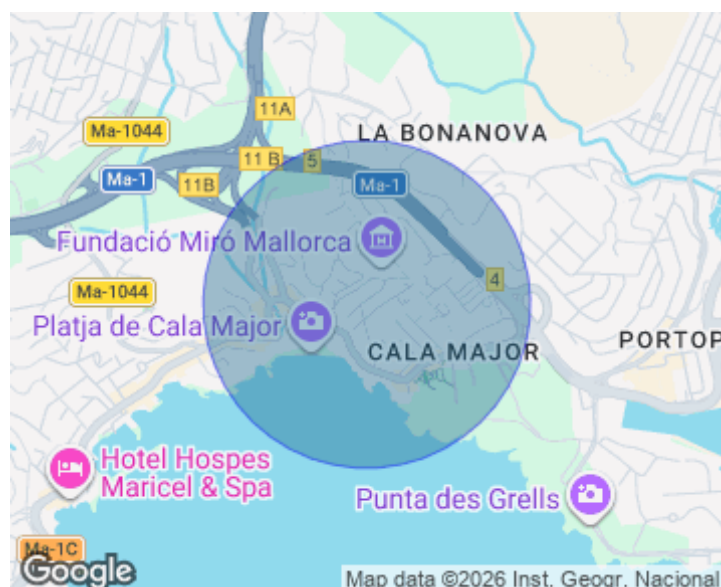 11A
Ma-1044
LA BONANOVA
11 B
5
Ma-1
11B
Ma-1
Fundació Miró Mallorca
4
Ma-1044
Platja de Cala Major
CALA MAJOR
PORTOP
Hotel Hospes
Maricel & Spa
Punta des Grells
Ma-1C
Google
Map data ©2026 Inst. Geogr. Nacional